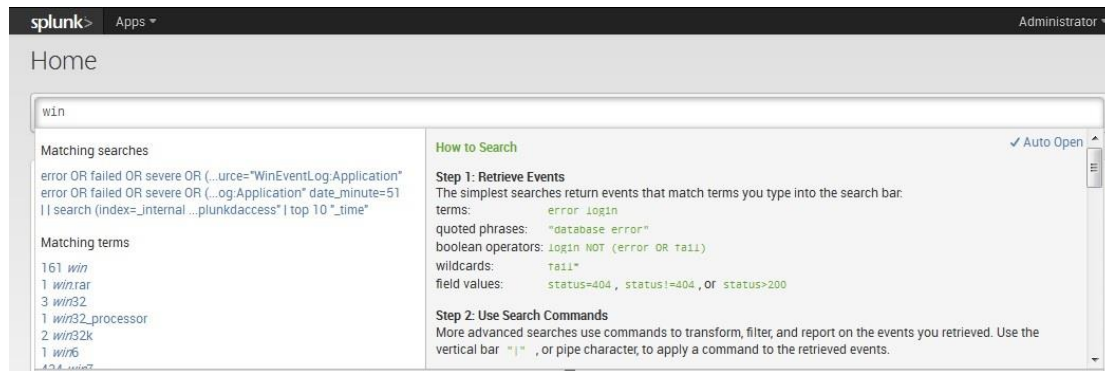 splunk> Apps Administrator
Home
win
Matching searches
error OR failed OR severe OR (...urce="WinEventLog:Application"
error OR failed OR severe OR (...og:Application" date_minute=51
| | search (index=_internal ...plunkdaccess" | top 10 "_time"
Matching terms
161 win
1 win.rar
3 win32
1 win32_processor
2 win32k
1 win6
How to Search
✓ Auto Open
Step 1: Retrieve Events
The simplest searches return events that match terms you type into the search bar:
terms: error login
quoted phrases: "database error"
boolean operators: login NOT (error OR fail)
wildcards: fail*
field values: status=404 , status!=404 , or status>200
Step 2: Use Search Commands
More advanced searches use commands to transform, filter, and report on the events you retrieved. Use the
vertical bar "|" , or pipe character, to apply a command to the retrieved events.